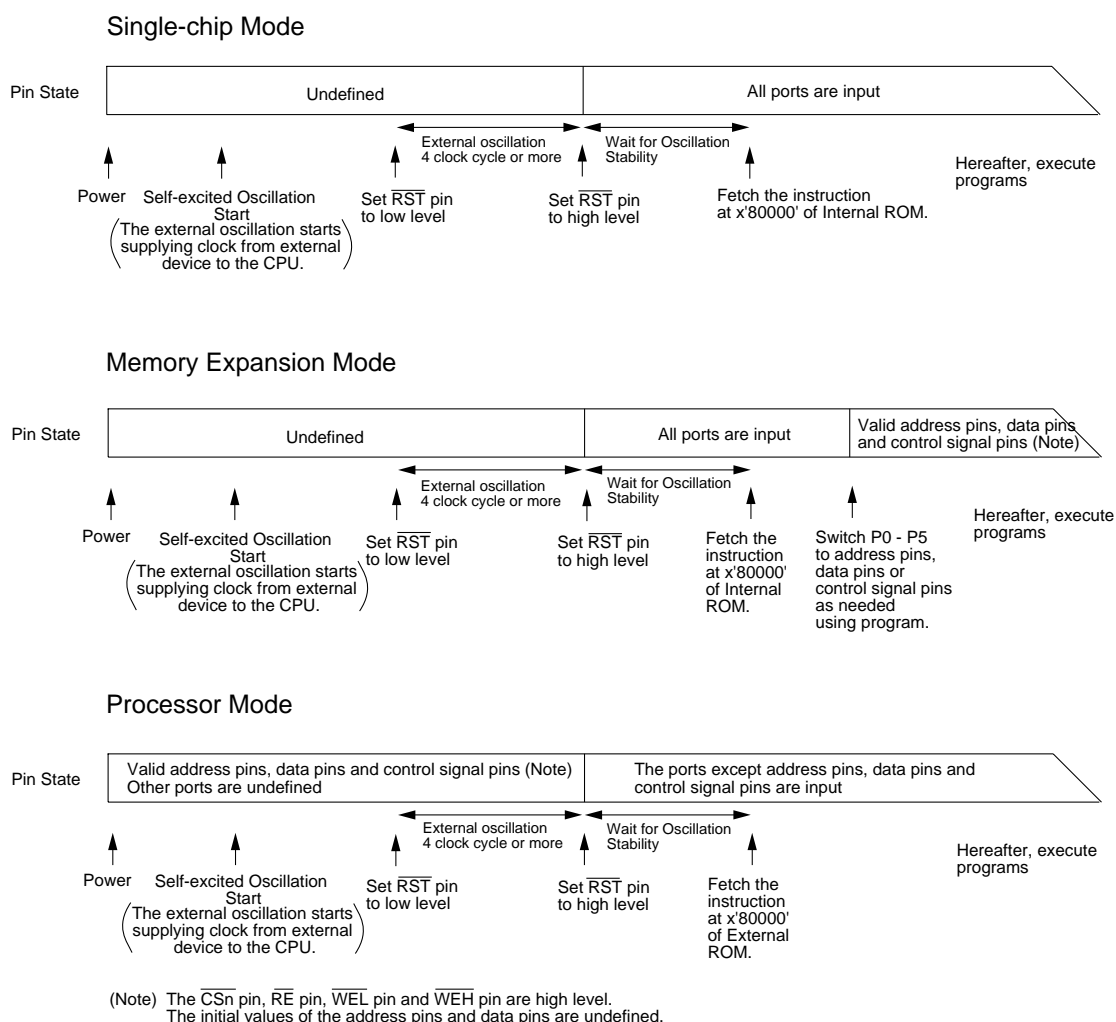 Single-chip Mode
Pin State
Undefined
All ports are input
External oscillation
4 clock cycle or more
Wait for Oscillation
Stability
Power
Self-excited Oscillation
Start
(The external oscillation starts
supplying clock from external
device to the CPU.)
Set RST pin
to low level
Set RST pin
to high level
Fetch the instruction
at x'80000' of Internal ROM.
Hereafter, execute
programs
Memory Expansion Mode
Pin State
Undefined
All ports are input
Valid address pins, data pins
and control signal pins (Note)
External oscillation
4 clock cycle or more
Wait for Oscillation
Stability
Power
Self-excited Oscillation
Start
(The external oscillation starts
supplying clock from external
device to the CPU.)
Set RST pin
to low level
Set RST pin
to high level
Fetch the
instruction
at x'80000'
of Internal
ROM.
Switch P0 - P5
to address pins,
data pins or
control signal pins
as needed
using program.
Hereafter, execute
programs
Processor Mode
Pin State
Valid address pins, data pins and control signal pins (Note)
Other ports are undefined
The ports except address pins, data pins and
control signal pins are input
External oscillation
4 clock cycle or more
Wait for Oscillation
Stability
Power
Self-excited Oscillation
Start
(The external oscillation starts
supplying clock from external
device to the CPU.)
Set RST pin
to low level
Set RST pin
to high level
Fetch the
instruction
at x'80000'
of External
ROM.
Hereafter, execute
programs
(Note) The CSn pin, RE pin, WEL pin and WEH pin are high level.
The initial values of the address pins and data pins are undefined.